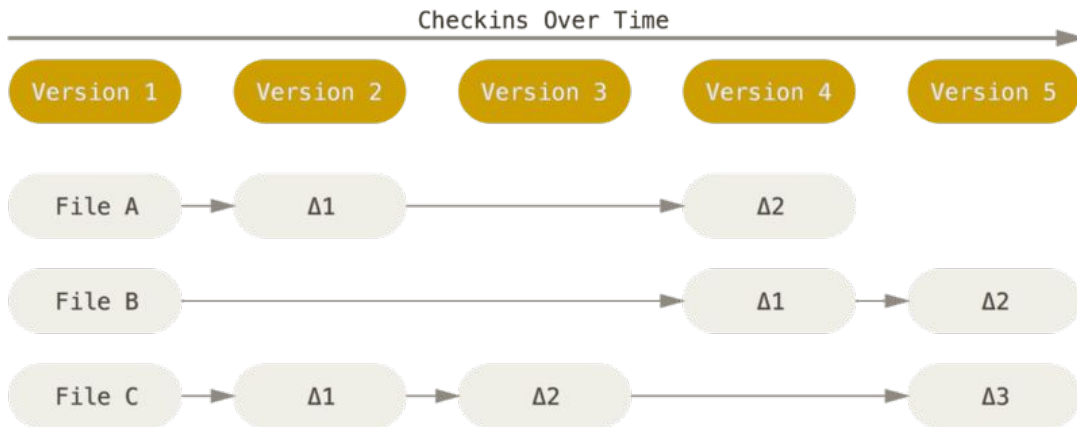 Checkins Over Time
Version 1 Version 2 Version 3 Version 4 Version 5
File A Δ1 Δ2
File B Δ1 Δ2
File C Δ1 Δ2 Δ3